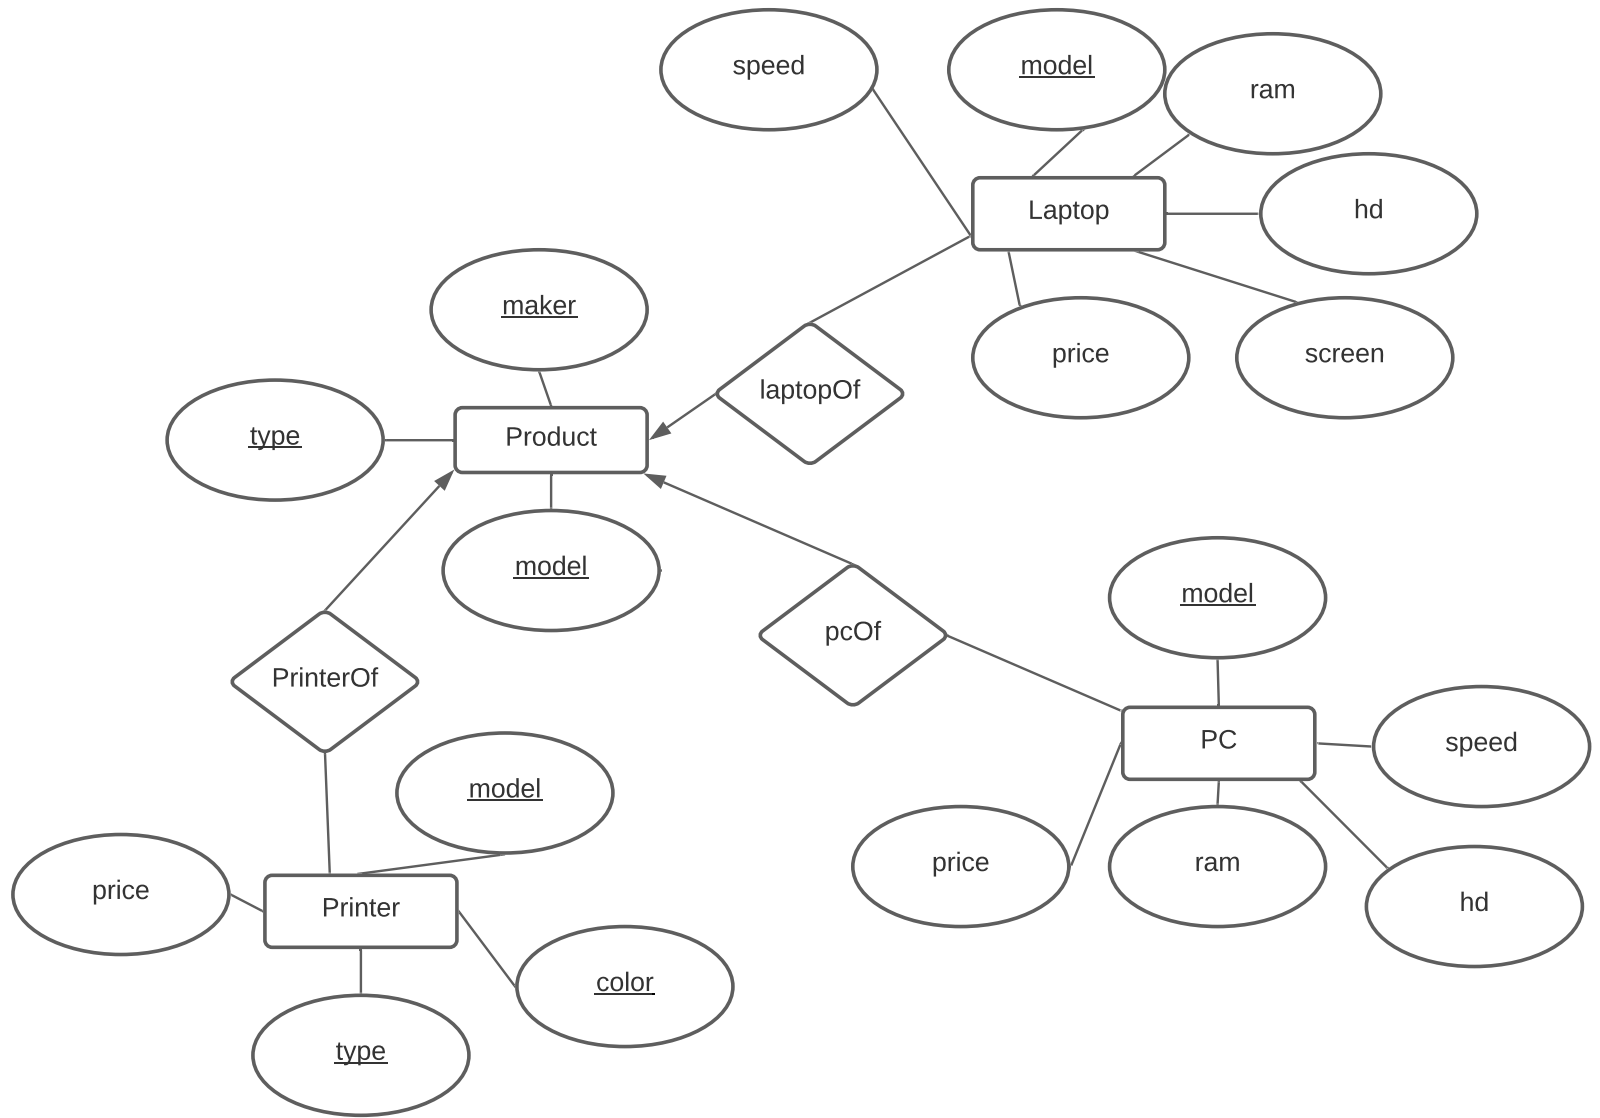 speed
model
ram
Laptop
hd
maker
price
screen
laptopOf
type
Product
model
pcOf
model
PrinterOf
PC
speed
model
price
ram
price
Printer
hd
color
type